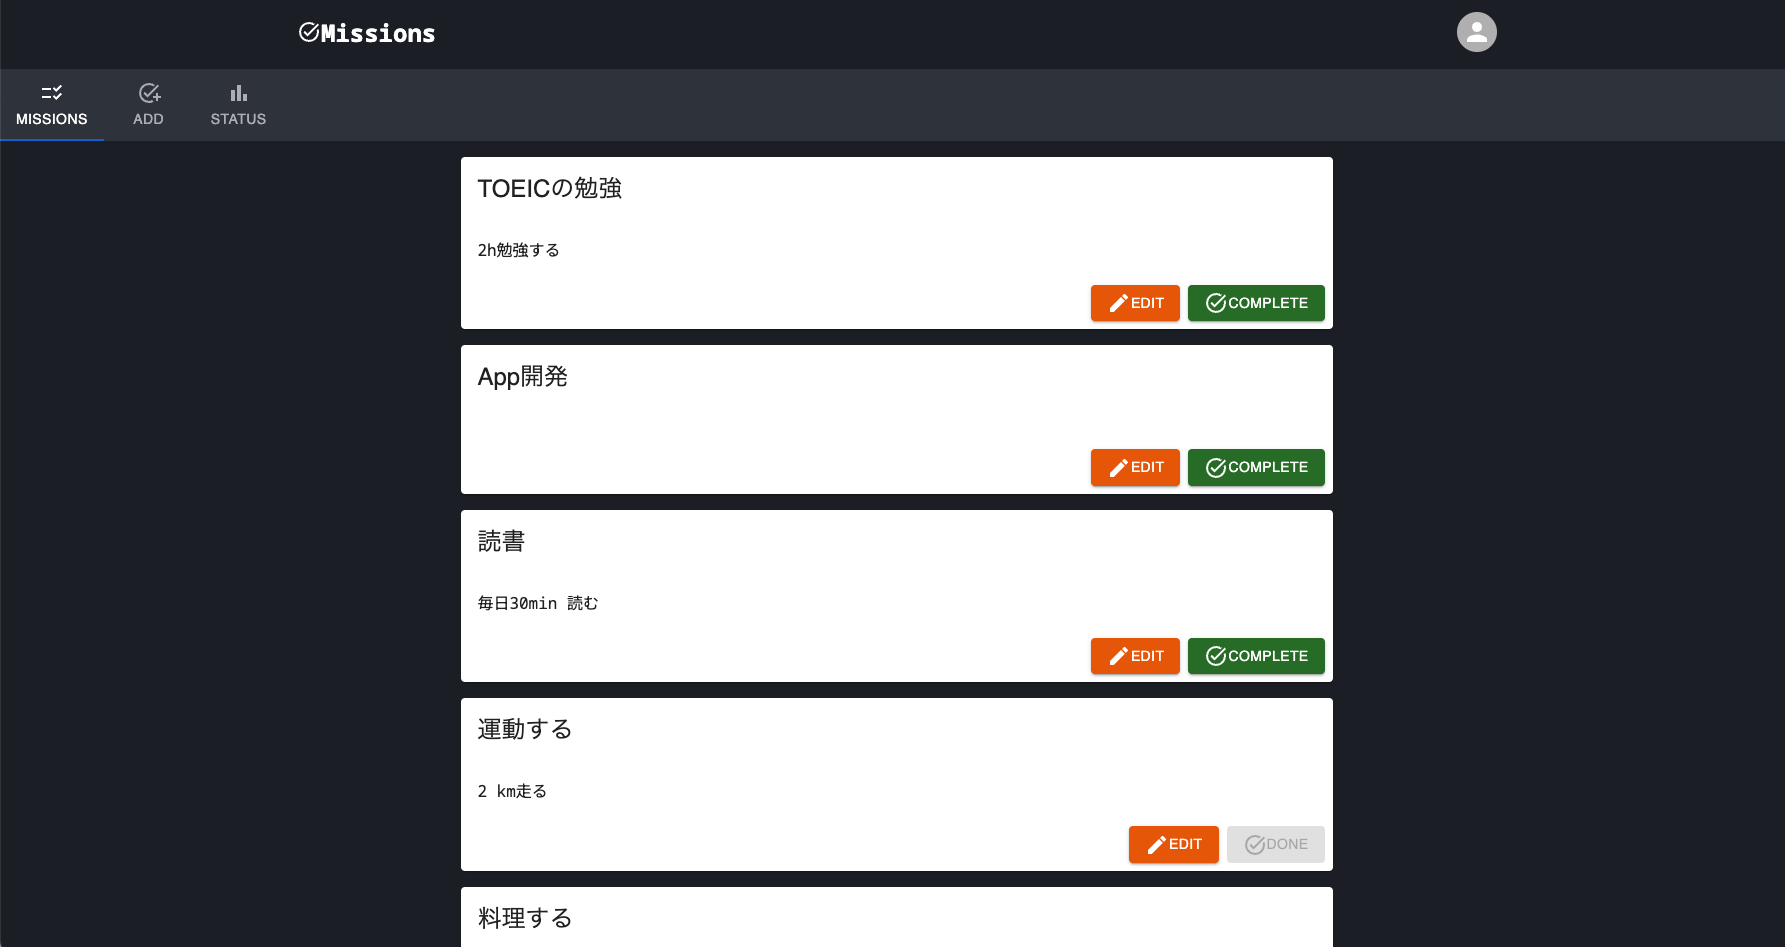 Missions
MISSIONS
ADD
STATUS
TOEICの勉強
2h勉強する
EDIT
COMPLETE
App開発
EDIT
COMPLETE
読書
毎日30min 読む
EDIT
COMPLETE
運動する
2 km走る
EDIT
DONE
料理する